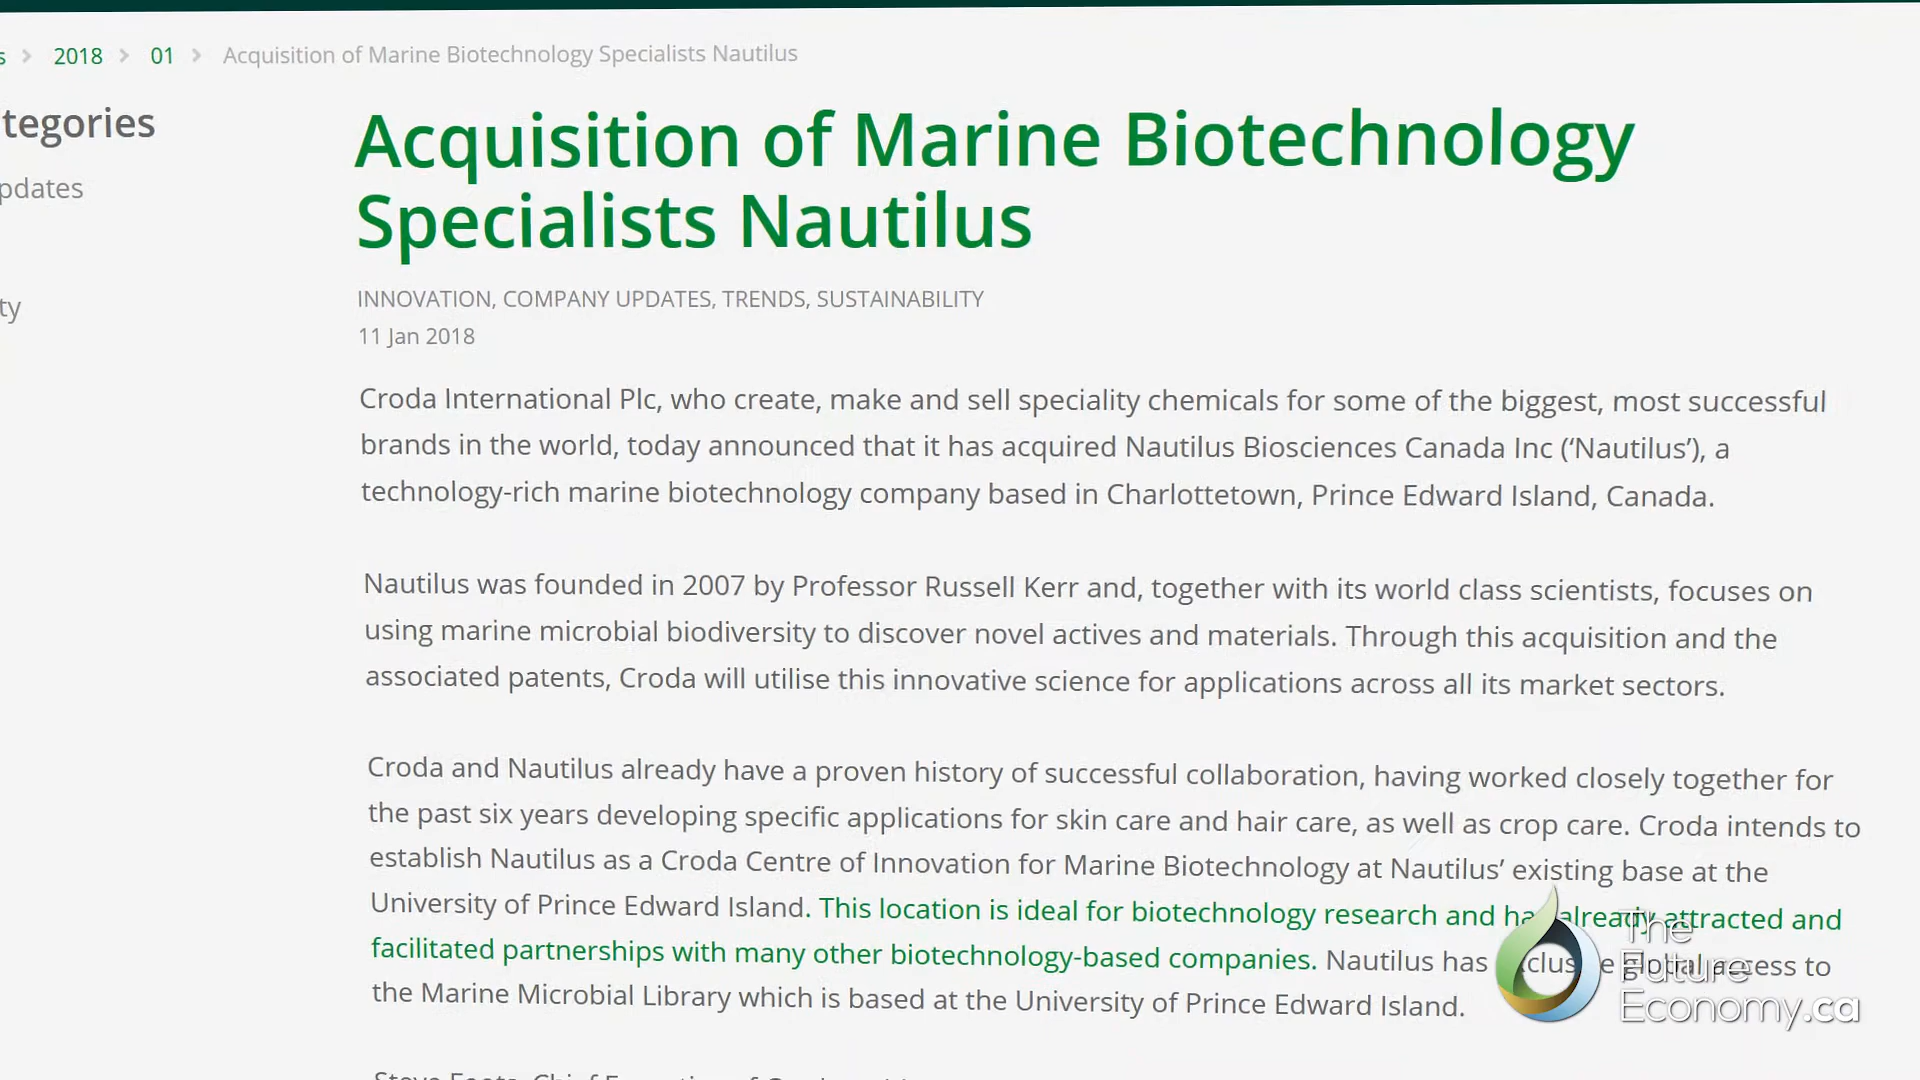 s > 2018 > 01 > Acquisition of Marine Biotechnology Specialists Nautilus
tegories
pdates
ty
Acquisition of Marine Biotechnology
Specialists Nautilus
INNOVATION, COMPANY UPDATES, TRENDS, SUSTAINABILITY
11 Jan 2018
Croda International Plc, who create, make and sell speciality chemicals for some of the biggest, most successful
brands in the world, today announced that it has acquired Nautilus Biosciences Canada Inc (‘Nautilus’), a
technology-rich marine biotechnology company based in Charlottetown, Prince Edward Island, Canada.
Nautilus was founded in 2007 by Professor Russell Kerr and, together with its world class scientists, focuses on
using marine microbial biodiversity to discover novel actives and materials. Through this acquisition and the
associated patents, Croda will utilise this innovative science for applications across all its market sectors.
Croda and Nautilus already have a proven history of successful collaboration, having worked closely together for
the past six years developing specific applications for skin care and hair care, as well as crop care. Croda intends to
establish Nautilus as a Croda Centre of Innovation for Marine Biotechnology at Nautilus’ existing base at the
University of Prince Edward Island. This location is ideal for biotechnology research and has already attracted and
facilitated partnerships with many other biotechnology-based companies. Nautilus has global access to
the Marine Microbial Library which is based at the University of Prince Edward Island.
The
Future
Economy.ca